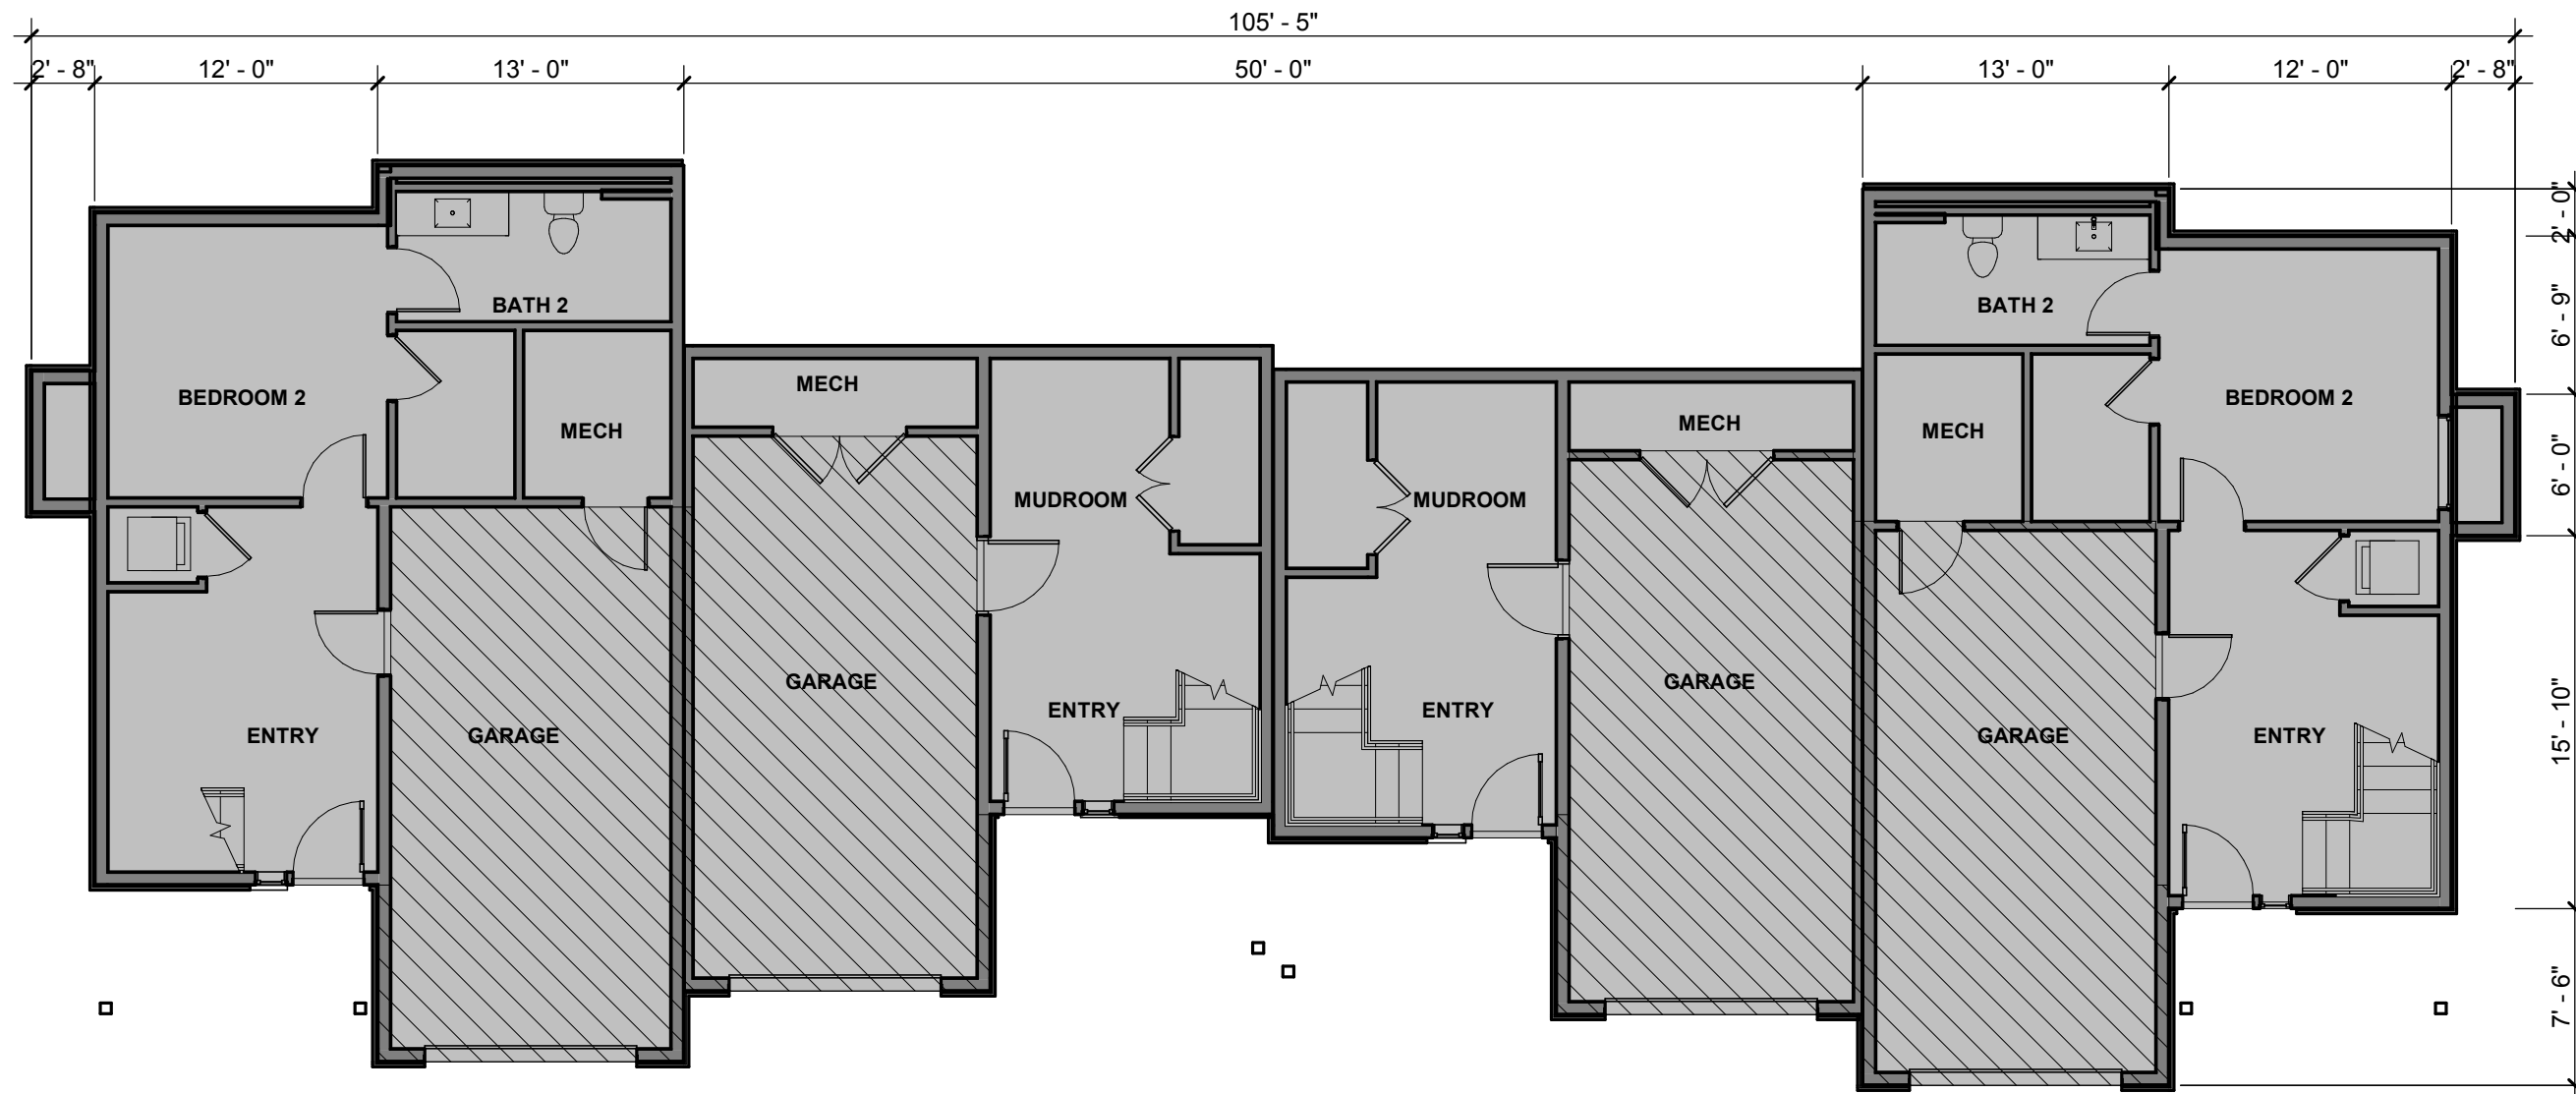 105' - 5"
2' - 8"
12' - 0"
13' - 0"
50' - 0"
13' - 0"
12' - 0"
2' - 8"
2' - 0"
6' - 9"
6' - 0"
15' - 10"
7' - 6"
BATH 2
BATH 2
MECH
BEDROOM 2
BEDROOM 2
MECH
MECH
MECH
MUDROOM
MUDROOM
GARAGE
GARAGE
ENTRY
ENTRY
ENTRY
GARAGE
GARAGE
ENTRY